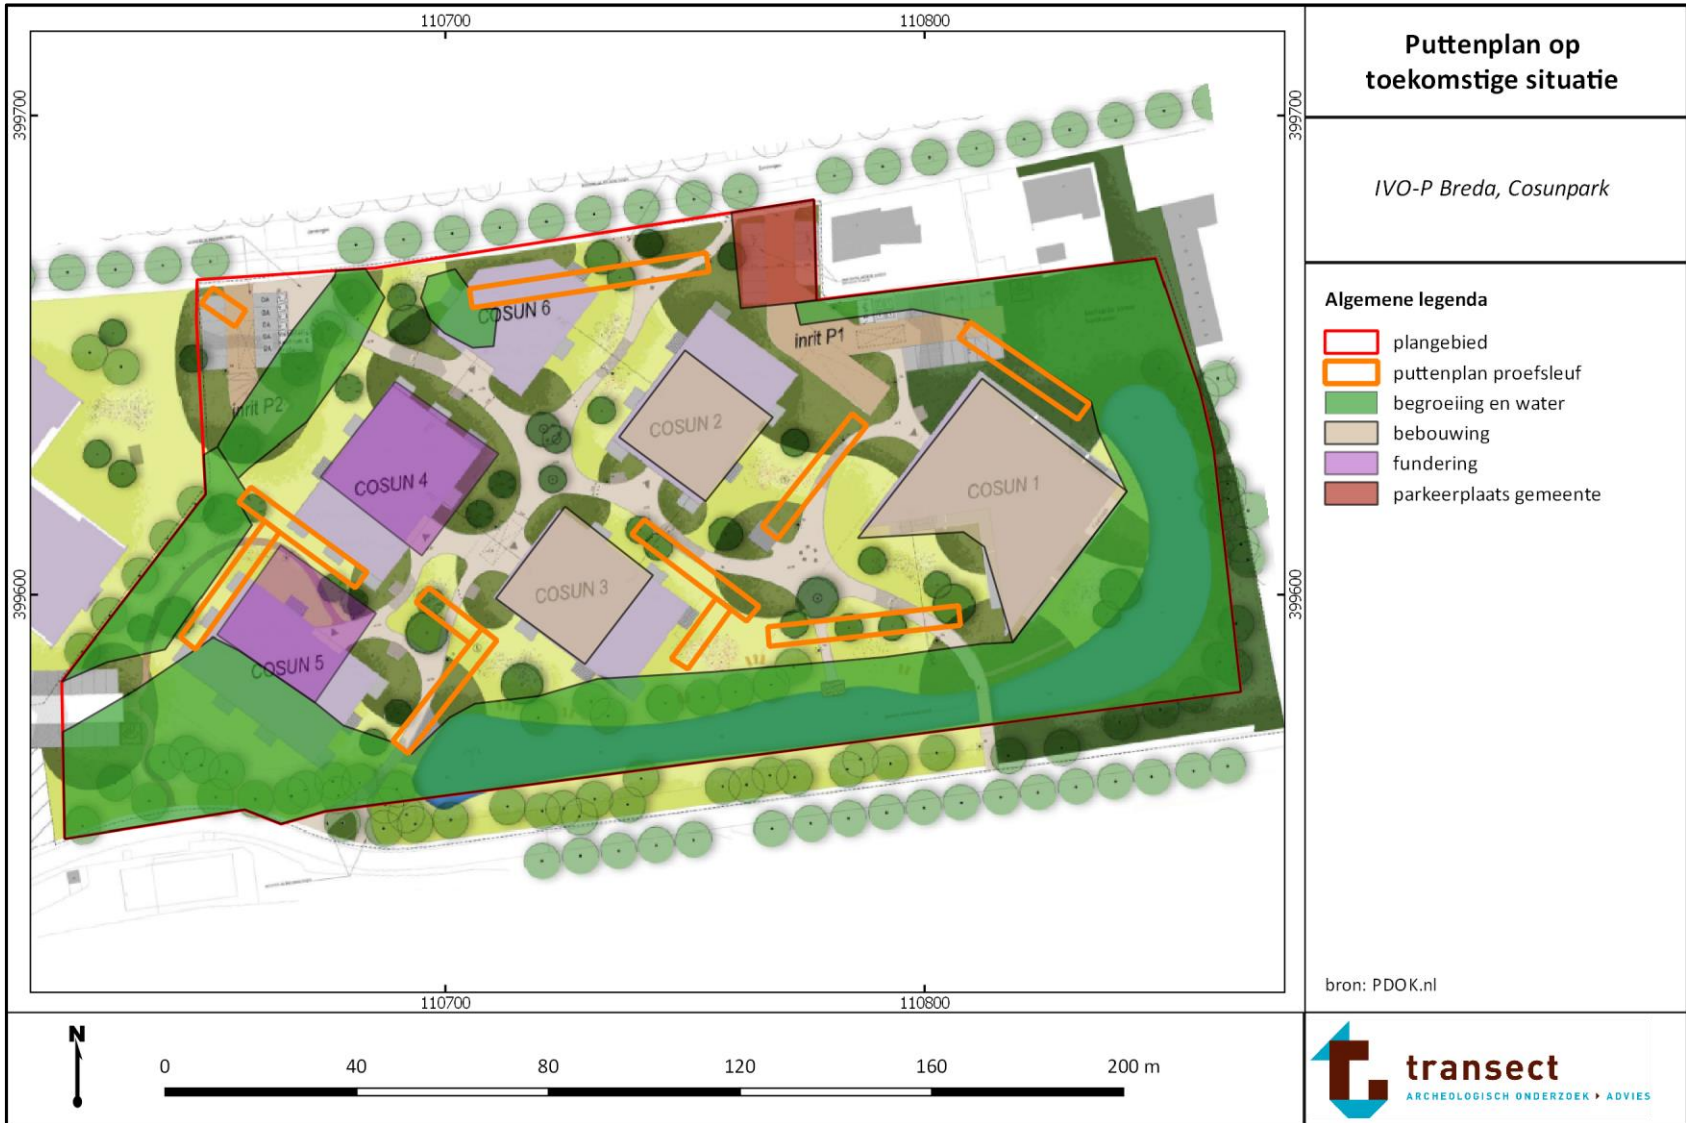 110700
110800
399700
399700
399600
399600
110700
110800
COSUN 6
inrit P1
inrit P2
COSUN 2
COSUN 4
COSUN 1
COSUN 3
COSUN 5
Puttenplan op
toekomstige situatie
IVO-P Breda, Cosunpark
Algemene legenda
plangebied
puttenplan proefsleuf
begroeiing en water
bebouwing
fundering
parkeerplaats gemeente
bron: PDOK.nl
N
0 40 80 120 160 200 m
transect
ARCHEOLOGISCH ONDERZOEK ▸ ADVIES